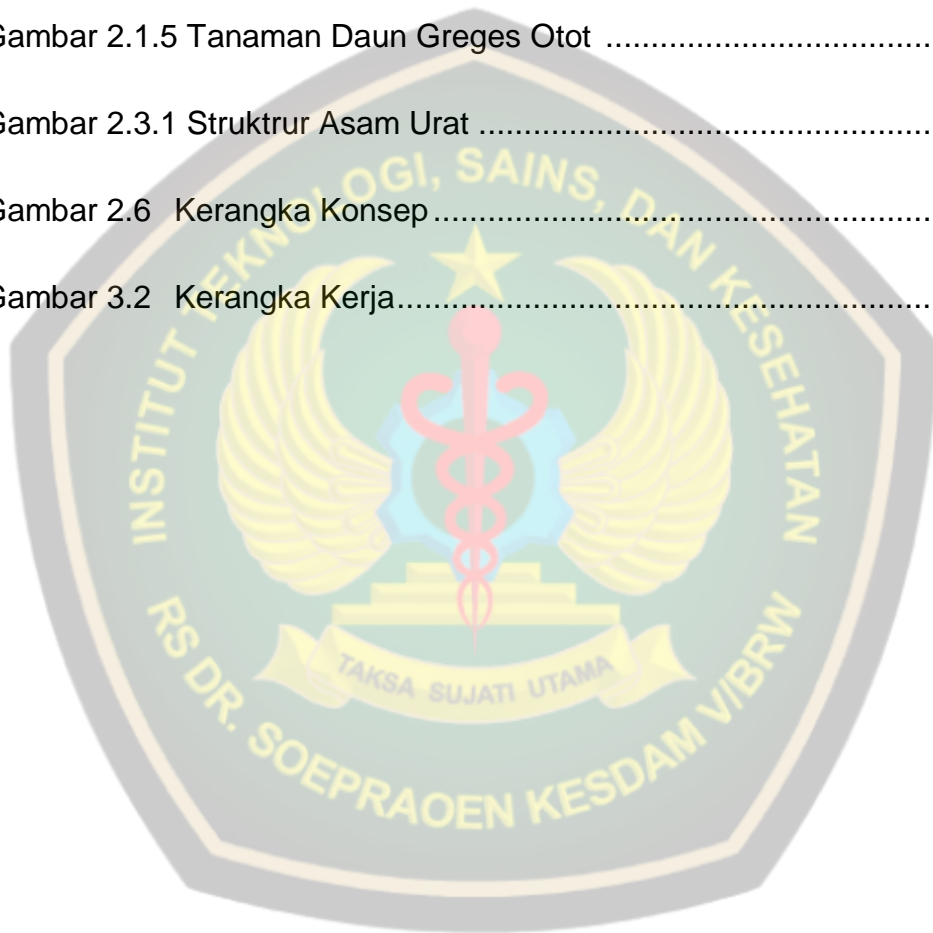 Gambar 2.1.5 Tanaman Daun Greges Otot ....................................
Gambar 2.3.1 Struktrur Asam Urat ..................................................
Gambar 2.6 Kerangka Konsep .......................................................
Gambar 3.2 Kerangka Kerja...........................................................
INSTITUT TEKNOLOGI, SAINS, DAN KESEHATAN
TAKSA SUJATI UTAMA
RS DR. SOEPRAOEN KESDAM V/BRW